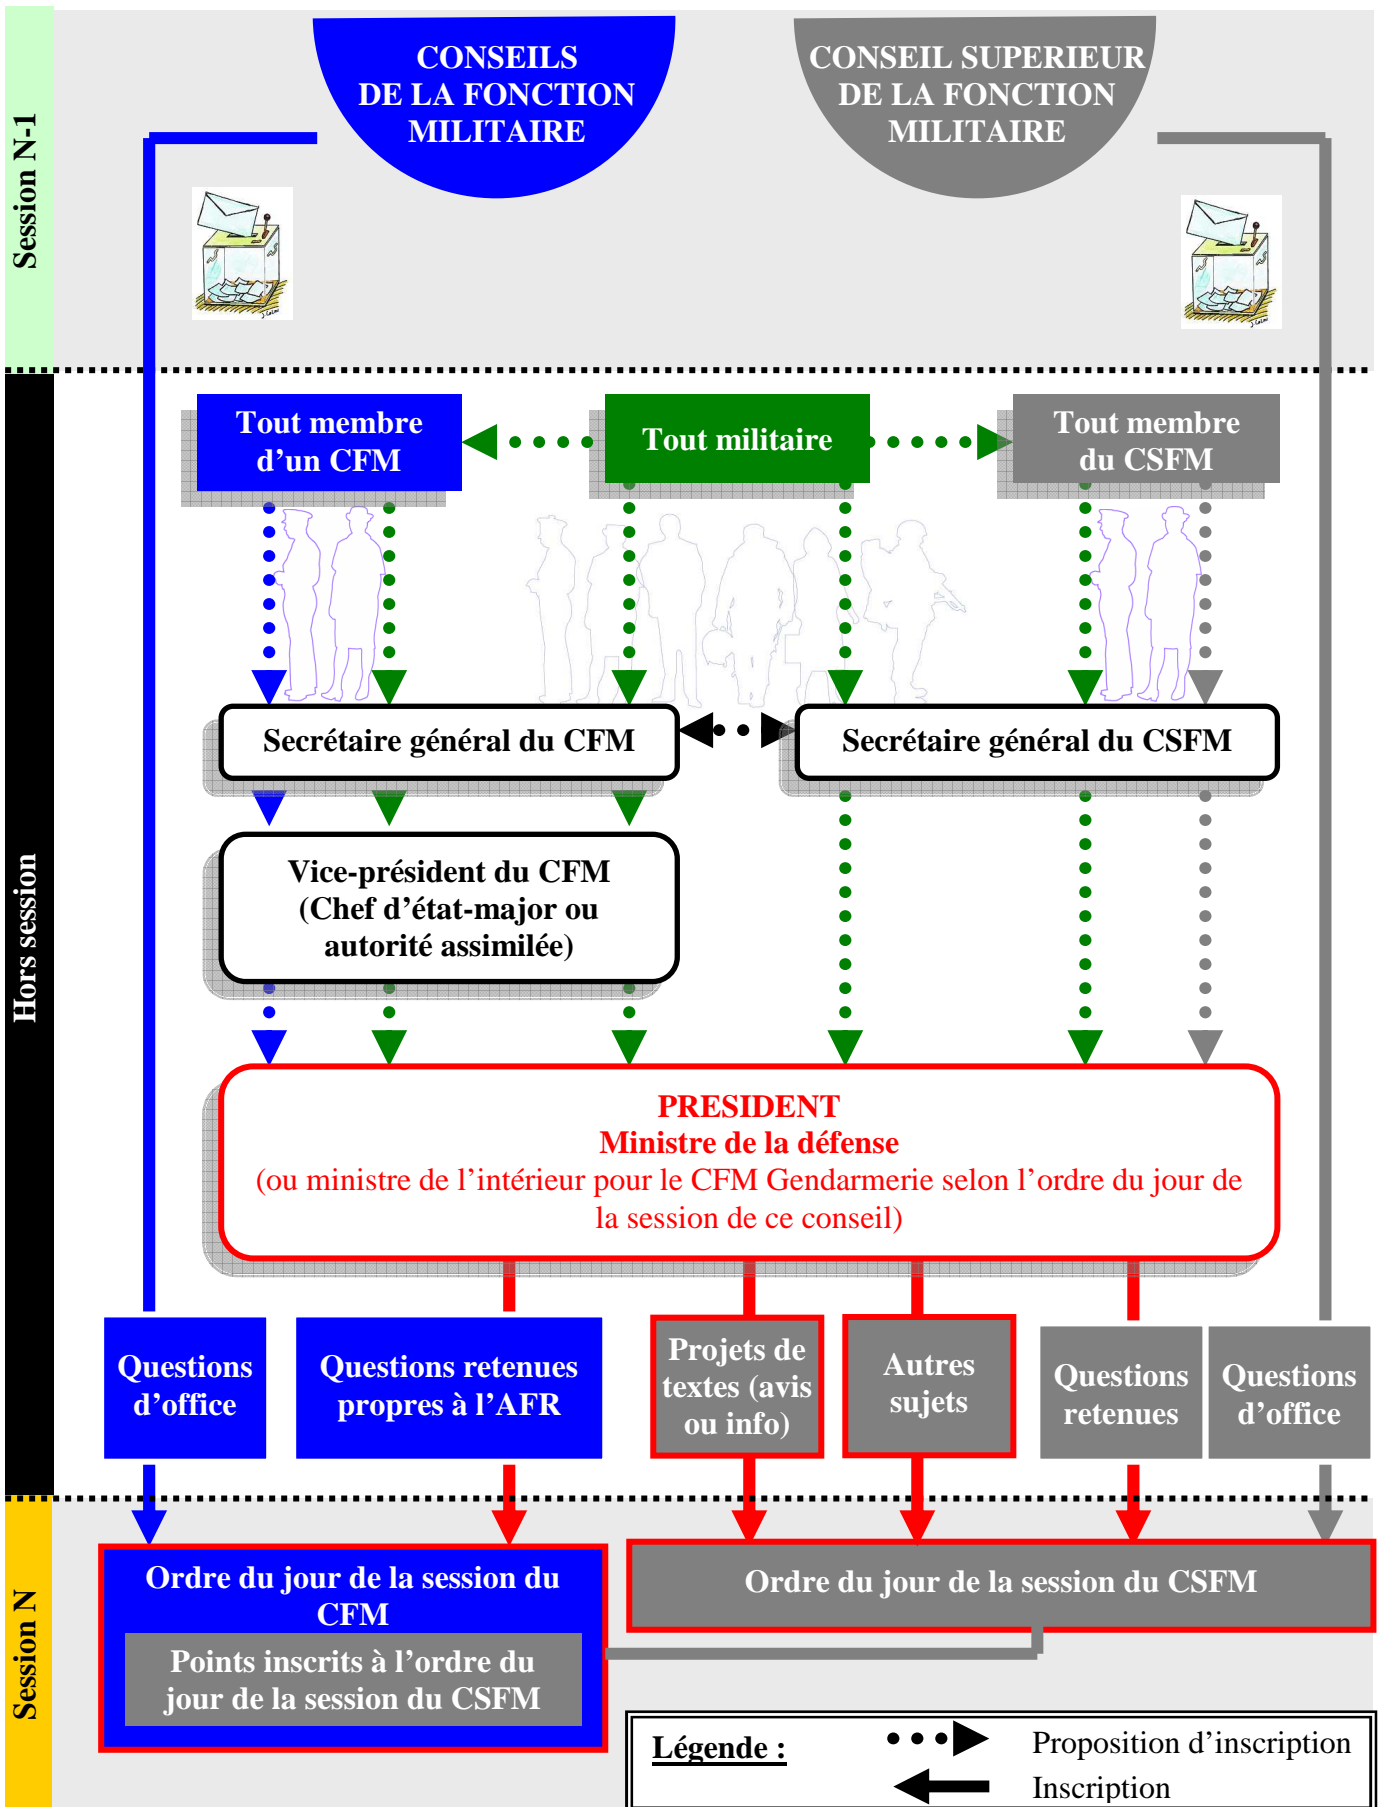 Session N-1
CONSEILS
DE LA FONCTION
MILITAIRE
CONSEIL SUPERIEUR
DE LA FONCTION
MILITAIRE
Hors session
Tout membre
d’un CFM
Tout militaire
Tout membre
du CSFM
Secrétaire général du CFM
Secrétaire général du CSFM
Vice-président du CFM
(Chef d’état-major ou
autorité assimilée)
PRESIDENT
Ministre de la défense
(ou ministre de l’intérieur pour le CFM Gendarmerie selon l’ordre du jour de
la session de ce conseil)
Questions
d’office
Questions retenues
propres à l’AFR
Projets de
textes (avis
ou info)
Autres
sujets
Questions
retenues
Questions
d’office
Session N
Ordre du jour de la session du
CFM
Points inscrits à l’ordre du
jour de la session du CSFM
Ordre du jour de la session du CSFM
Légende :
Proposition d’inscription
Inscription